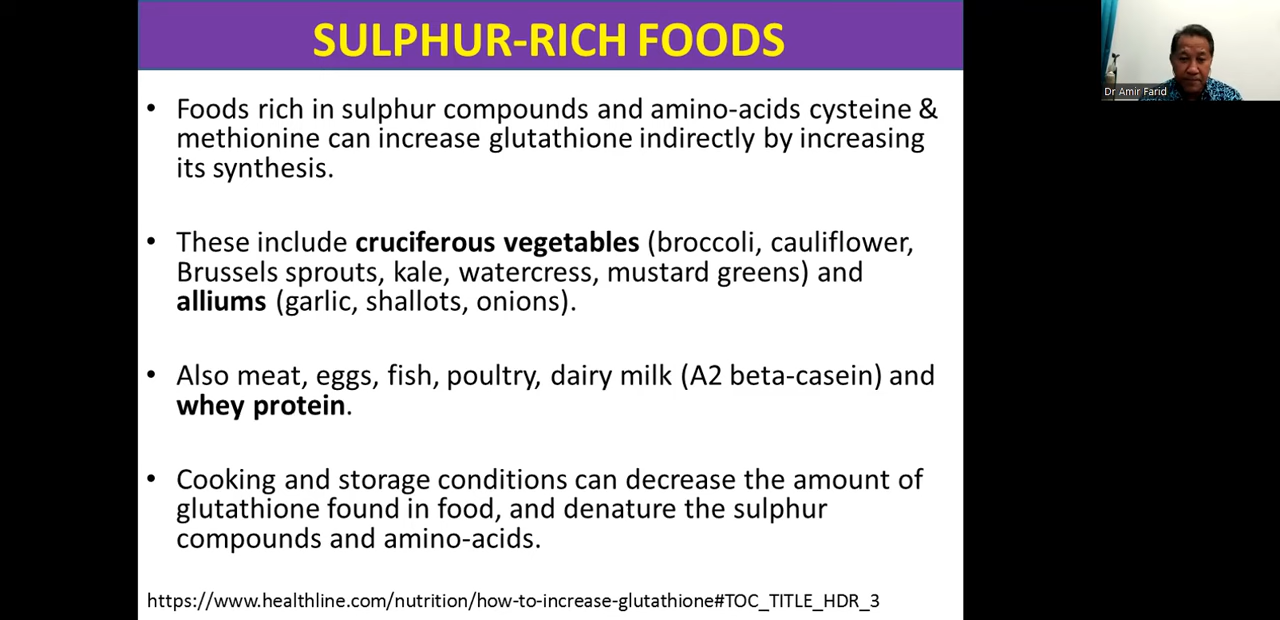 SULPHUR-RICH FOODS
• Foods rich in sulphur compounds and amino-acids cysteine &
methionine can increase glutathione indirectly by increasing
its synthesis.
• These include cruciferous vegetables (broccoli, cauliflower,
Brussels sprouts, kale, watercress, mustard greens) and
alliums (garlic, shallots, onions).
• Also meat, eggs, fish, poultry, dairy milk (A2 beta-casein) and
whey protein.
• Cooking and storage conditions can decrease the amount of
glutathione found in food, and denature the sulphur
compounds and amino-acids.
https://www.healthline.com/nutrition/how-to-increase-glutathione#TOC_TITLE_HDR_3
Dr Amir Farid